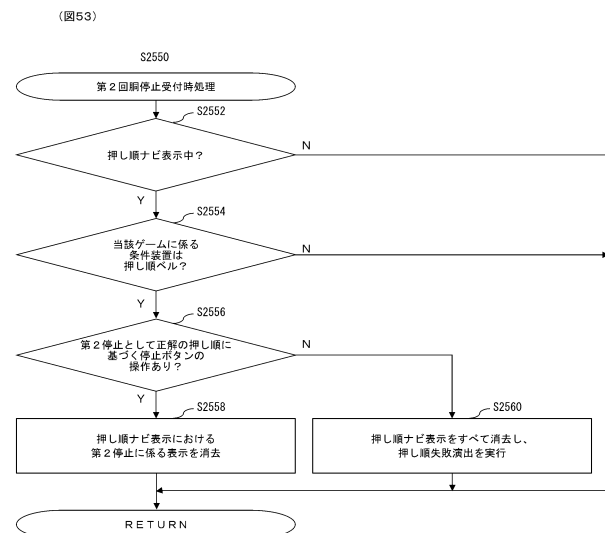 （図53）
S2550
第２回胴停止受付時処理
S2552
押し順ナビ表示中？
N
Y
S2554
当該ゲームに係る
条件装置は
押し順ベル？
N
Y
S2556
第２停止として正解の押し順に
基づく停止ボタンの
操作あり？
N
Y
S2558
押し順ナビ表示における
第２停止に係る表示を消去
S2560
押し順ナビ表示をすべて消去し、
押し順失敗演出を実行
ＲＥＴＵＲＮ